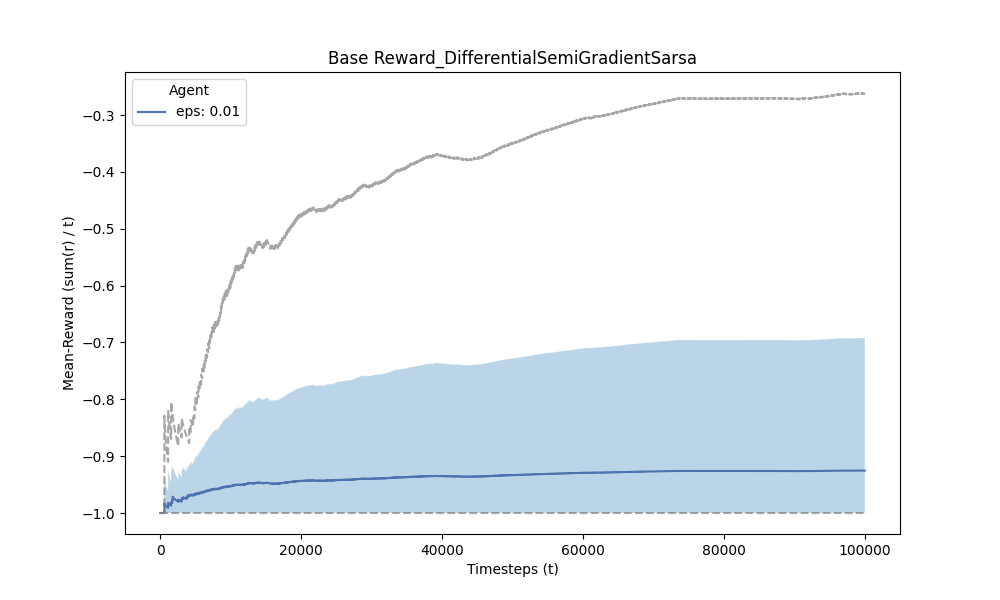 Base Reward_DifferentialSemiGradientSarsa
Agent
eps: 0.01
Mean-Reward (sum(r) / t)
−0.3
−0.4
−0.5
−0.6
−0.7
−0.8
−0.9
−1.0
0 20000 40000 60000 80000 100000
Timesteps (t)